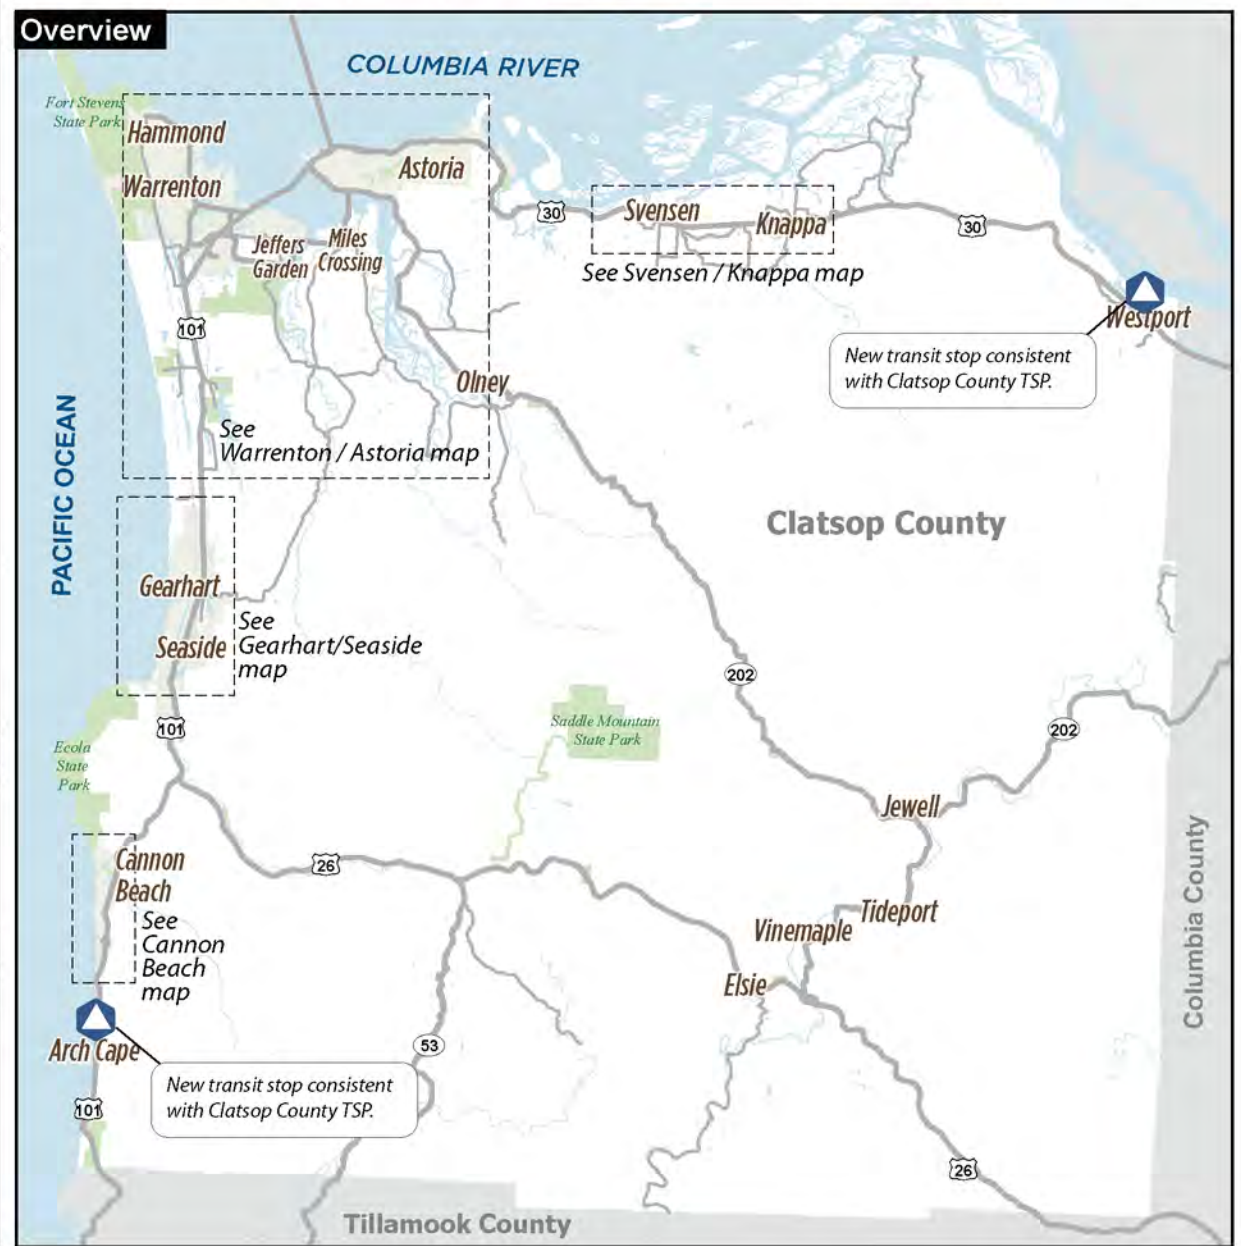 Overview
COLUMBIA RIVER
Fort Stevens
State Park
Hammond
Astoria
Warrenton
30
Svensen
Knappa
30
Jeffers
Garden
Miles
Crossing
See Svensen / Knappa map
Westport
101
New transit stop consistent
with Clatsop County TSP.
Olney
PACIFIC OCEAN
See
Warrenton / Astoria map
Clatsop County
Gearhart
Seaside
See
Gearhart/Seaside
map
202
101
Saddle Mountain
State Park
202
Ecola
State
Park
Jewell
26
Cannon
Beach
See
Cannon
Beach
map
Tideport
Vinemaple
Elsie
Columbia County
Arch Cape
53
New transit stop consistent
with Clatsop County TSP.
101
26
Tillamook County